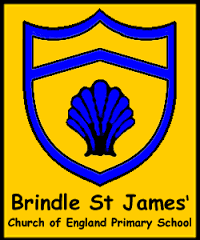 Brindle St James'
Church of England Primary School